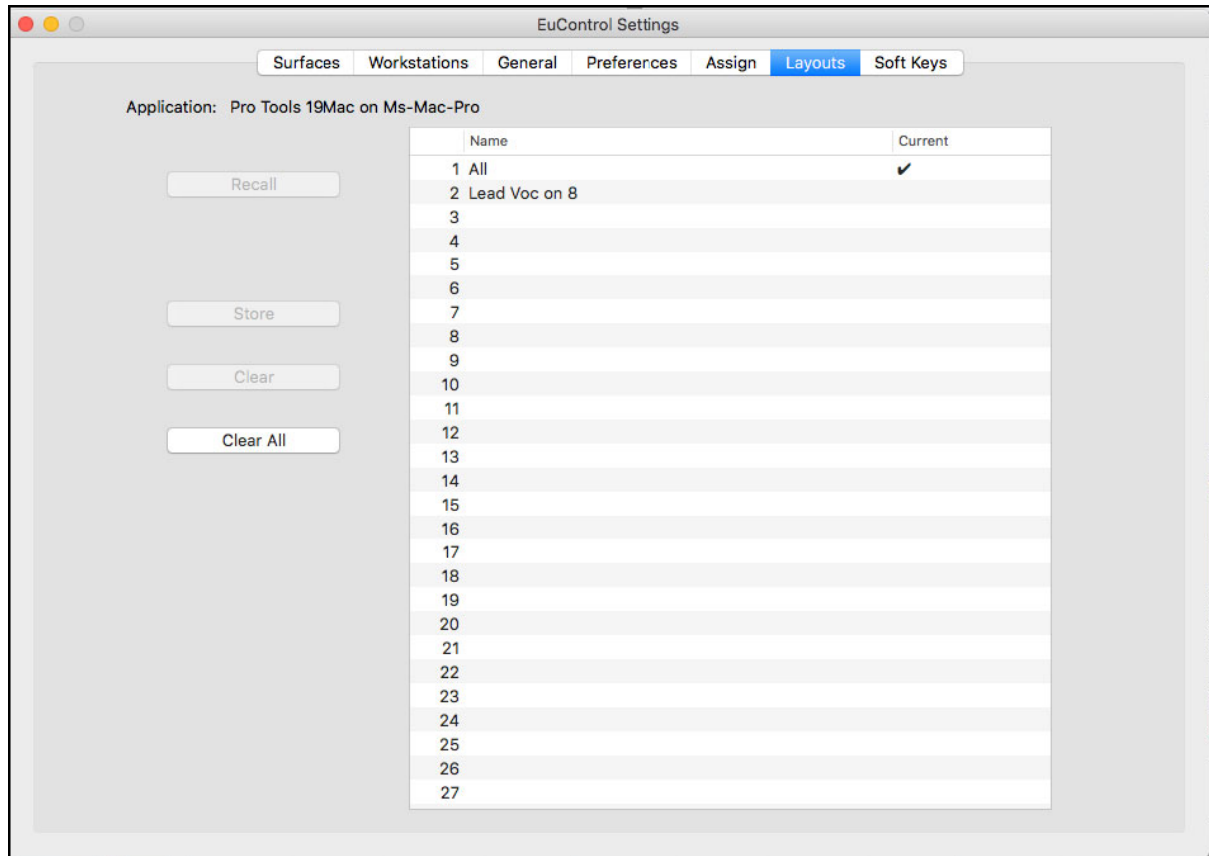 EuControl Settings
Surfaces Workstations General Preferences Assign Layouts Soft Keys
Application: Pro Tools 19Mac on Ms-Mac-Pro
Name Current
1 All ✔
Recall
2 Lead Voc on 8
3
4
5
6
Store
7
8
9
Clear
10
11
12
Clear All
13
14
15
16
17
18
19
20
21
22
23
24
25
26
27